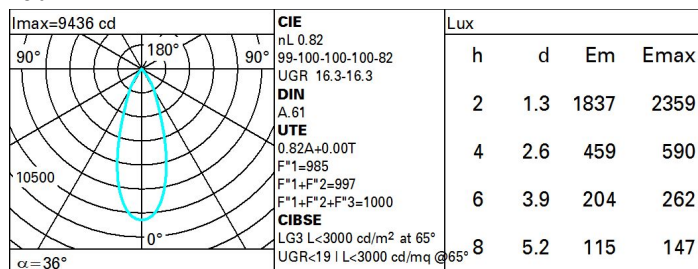 Imax=9436 cd
90°
180°
90°
10500
0°
α=36°
CIE
nL 0.82
99-100-100-100-82
UGR 16.3-16.3
DIN
A.61
UTE
0.82A+0.00T
F"1=985
F"1+F"2=997
F"1+F"2+F"3=1000
CIBSE
LG3 L<3000 cd/m² at 65°
UGR<19 | L<3000 cd/mq @65°
Lux
h d Em Emax
2 1.3 1837 2359
4 2.6 459 590
6 3.9 204 262
8 5.2 115 147